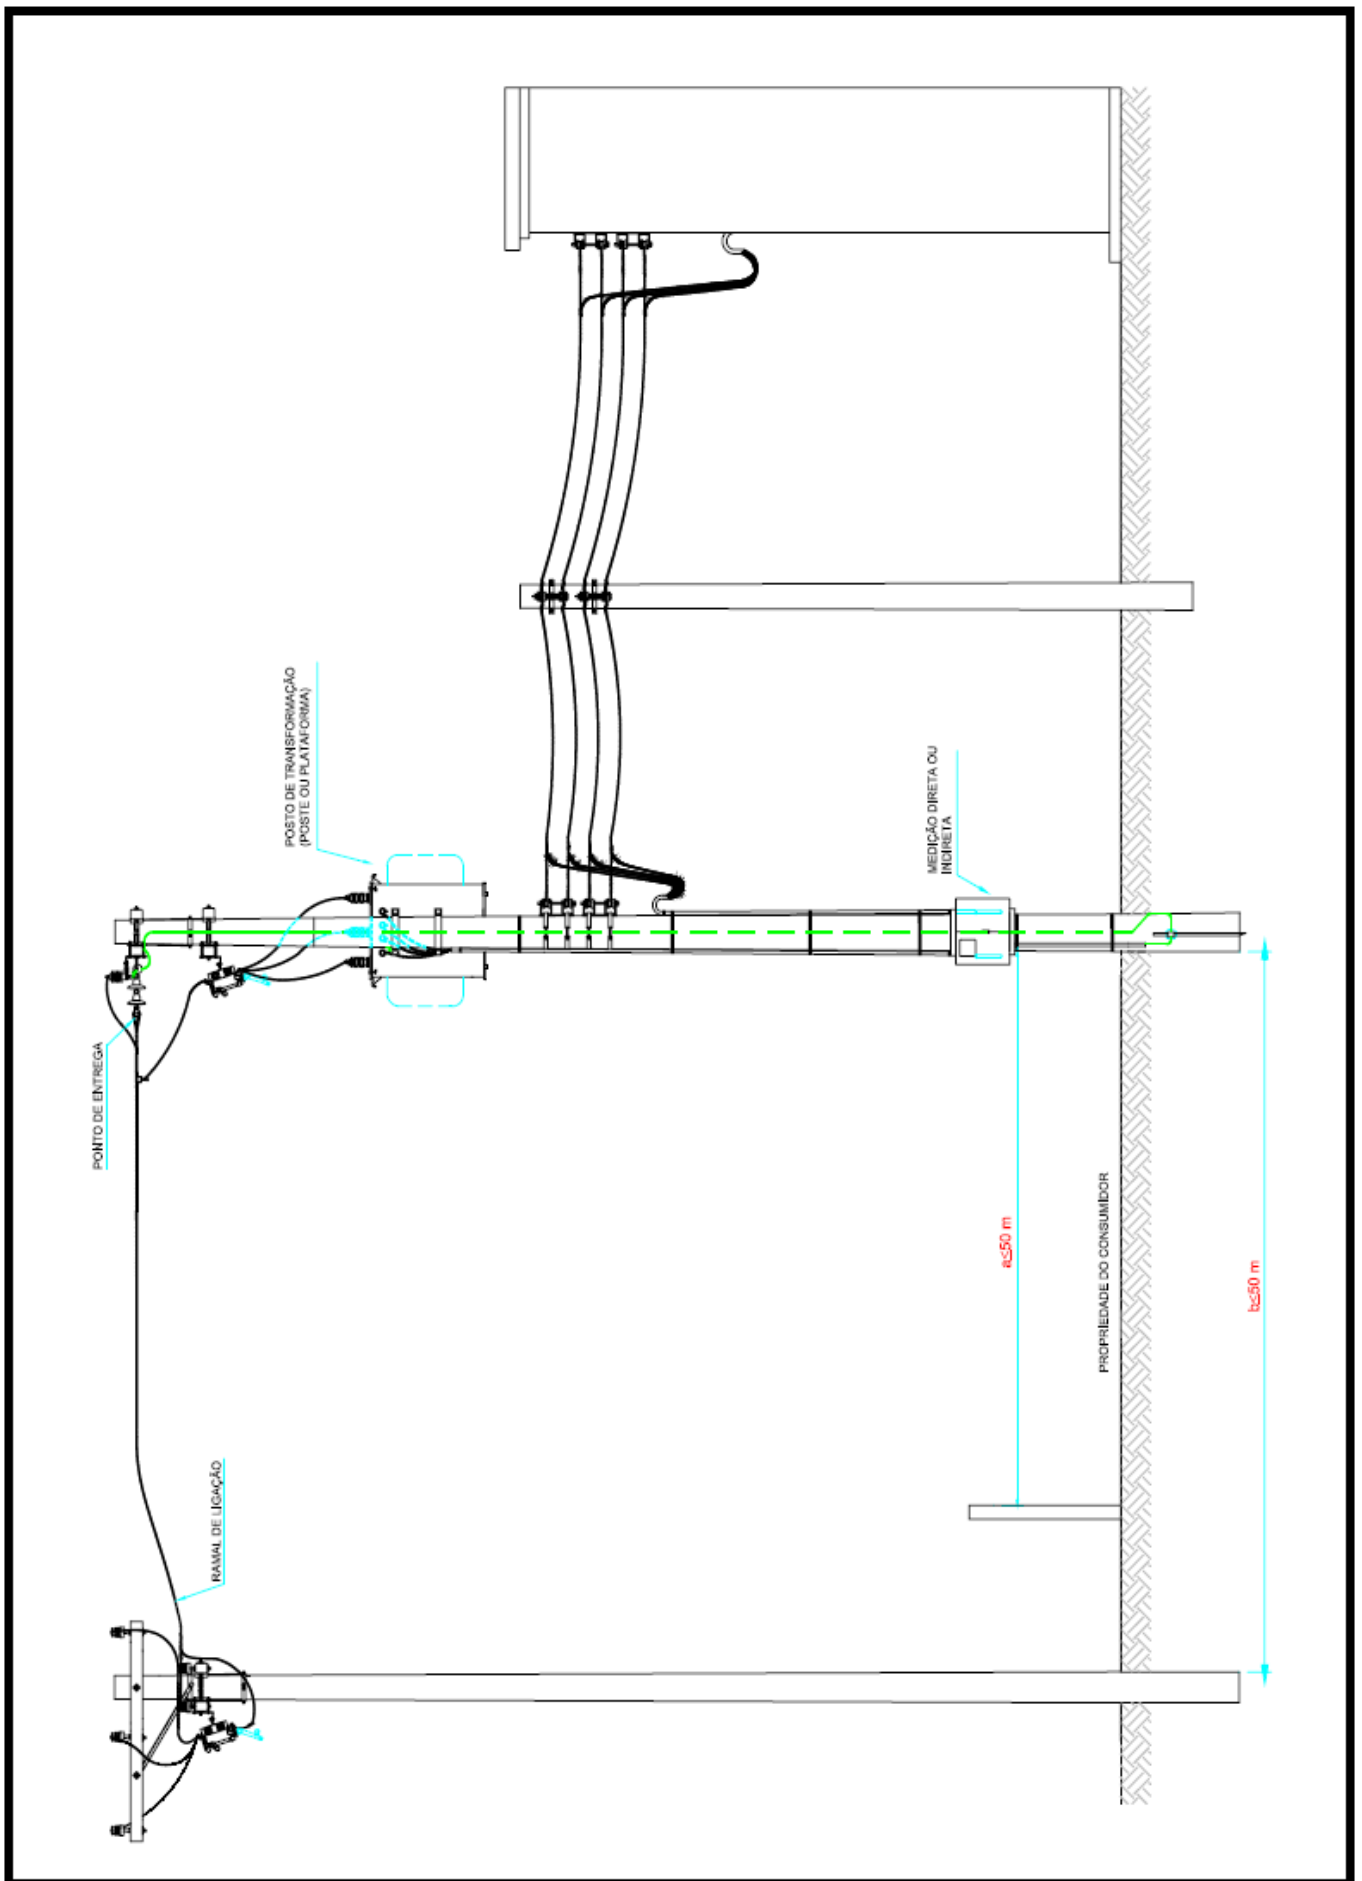 RAMAL DE LIGAÇÃO
PONTO DE ENTREGA
POSTO DE TRANSFORMAÇÃO
(POSTE OU PLATAFORMA)
MEDIÇÃO DIRETA OU
INDIRETA
a≤50 m
PROPRIEDADE DO CONSUMIDOR
b≤50 m